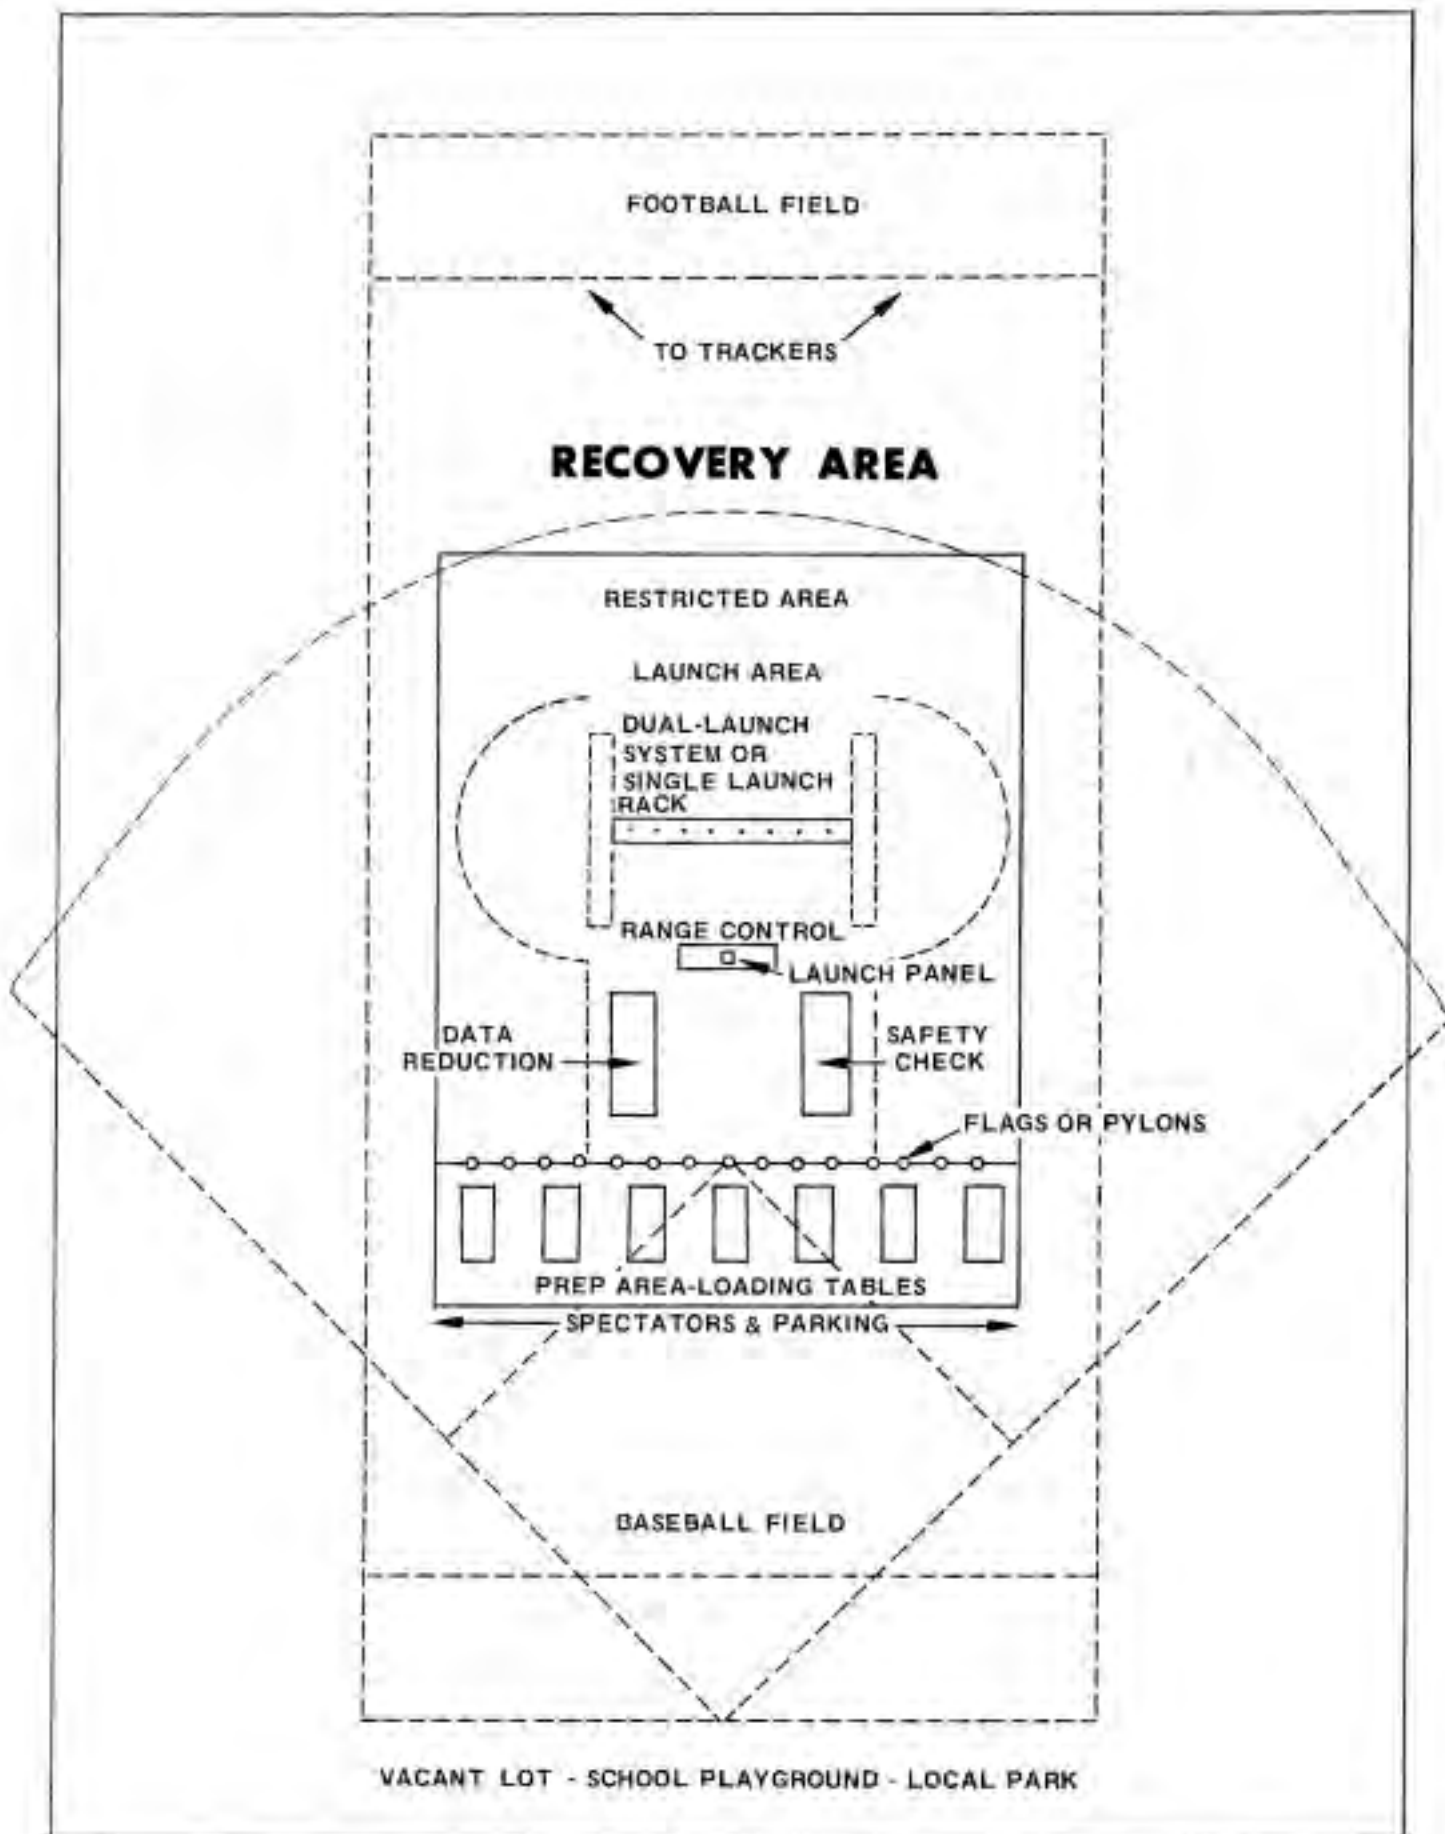 FOOTBALL FIELD
TO TRACKERS
RECOVERY AREA
RESTRICTED AREA
LAUNCH AREA
DUAL-LAUNCH
SYSTEM OR
SINGLE LAUNCH
RACK
RANGE CONTROL
LAUNCH PANEL
DATA
REDUCTION
SAFETY
CHECK
FLAGS OR PYLONS
PREP AREA-LOADING TABLES
SPECTATORS & PARKING
BASEBALL FIELD
VACANT LOT - SCHOOL PLAYGROUND - LOCAL PARK